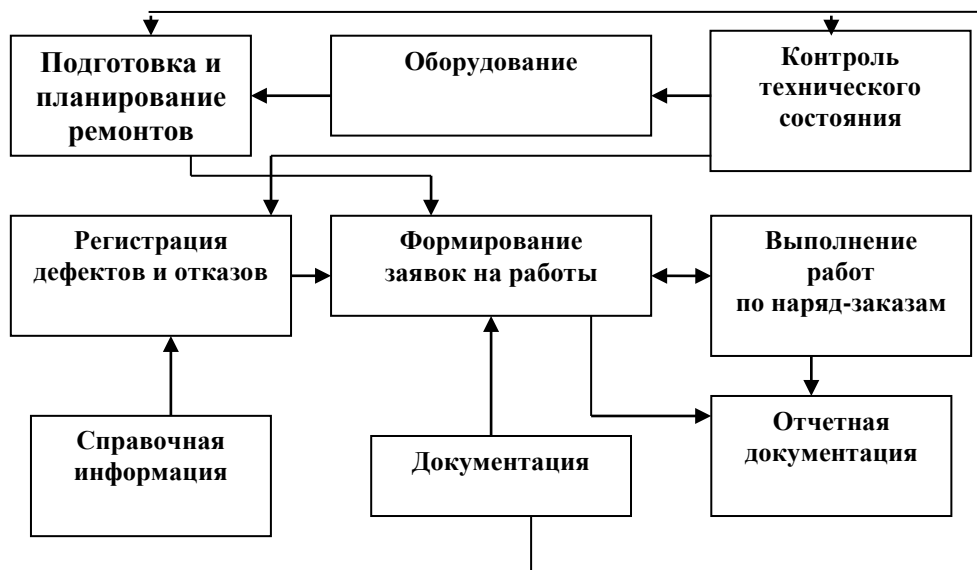 Подготовка и
планирование
ремонтов
Оборудование
Контроль
технического
состояния
Регистрация
дефектов и отказов
Формирование
заявок на работы
Выполнение
работ
по наряд-заказам
Справочная
информация
Документация
Отчетная
документация